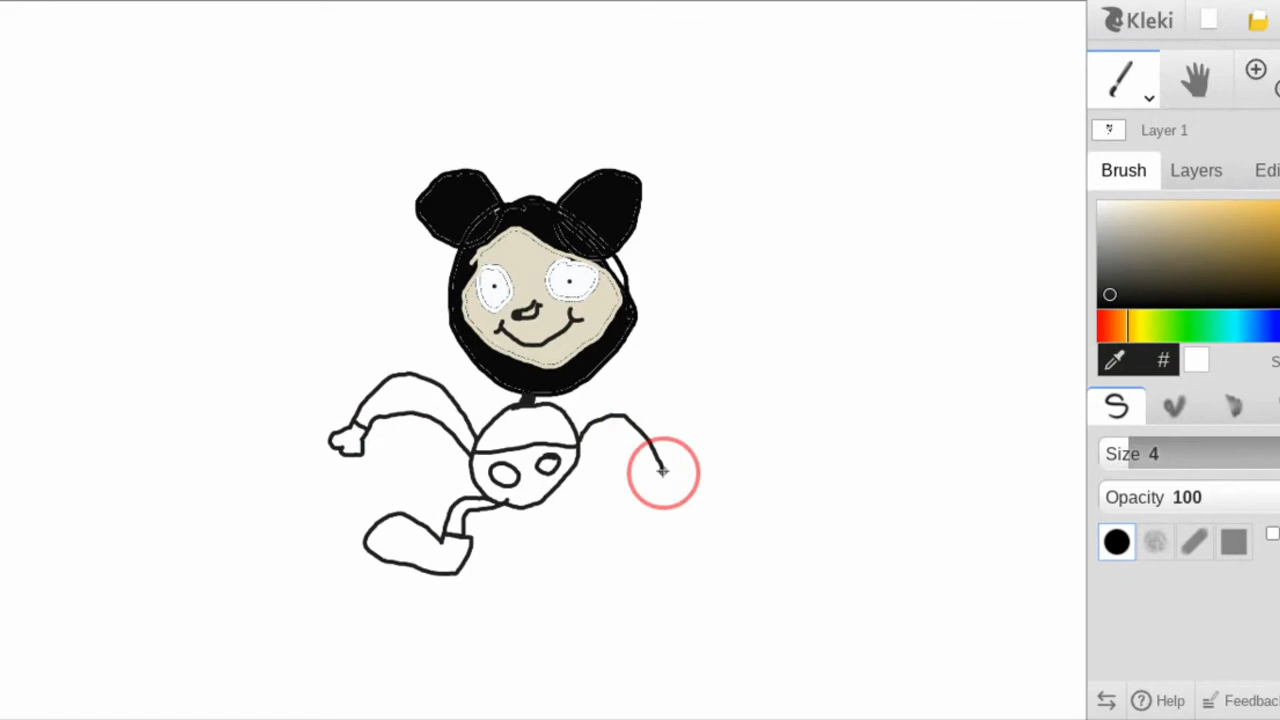 Kleki
Layer 1
Brush Layers Edi
#
S
Size 4
Opacity 100
Help Feedbac